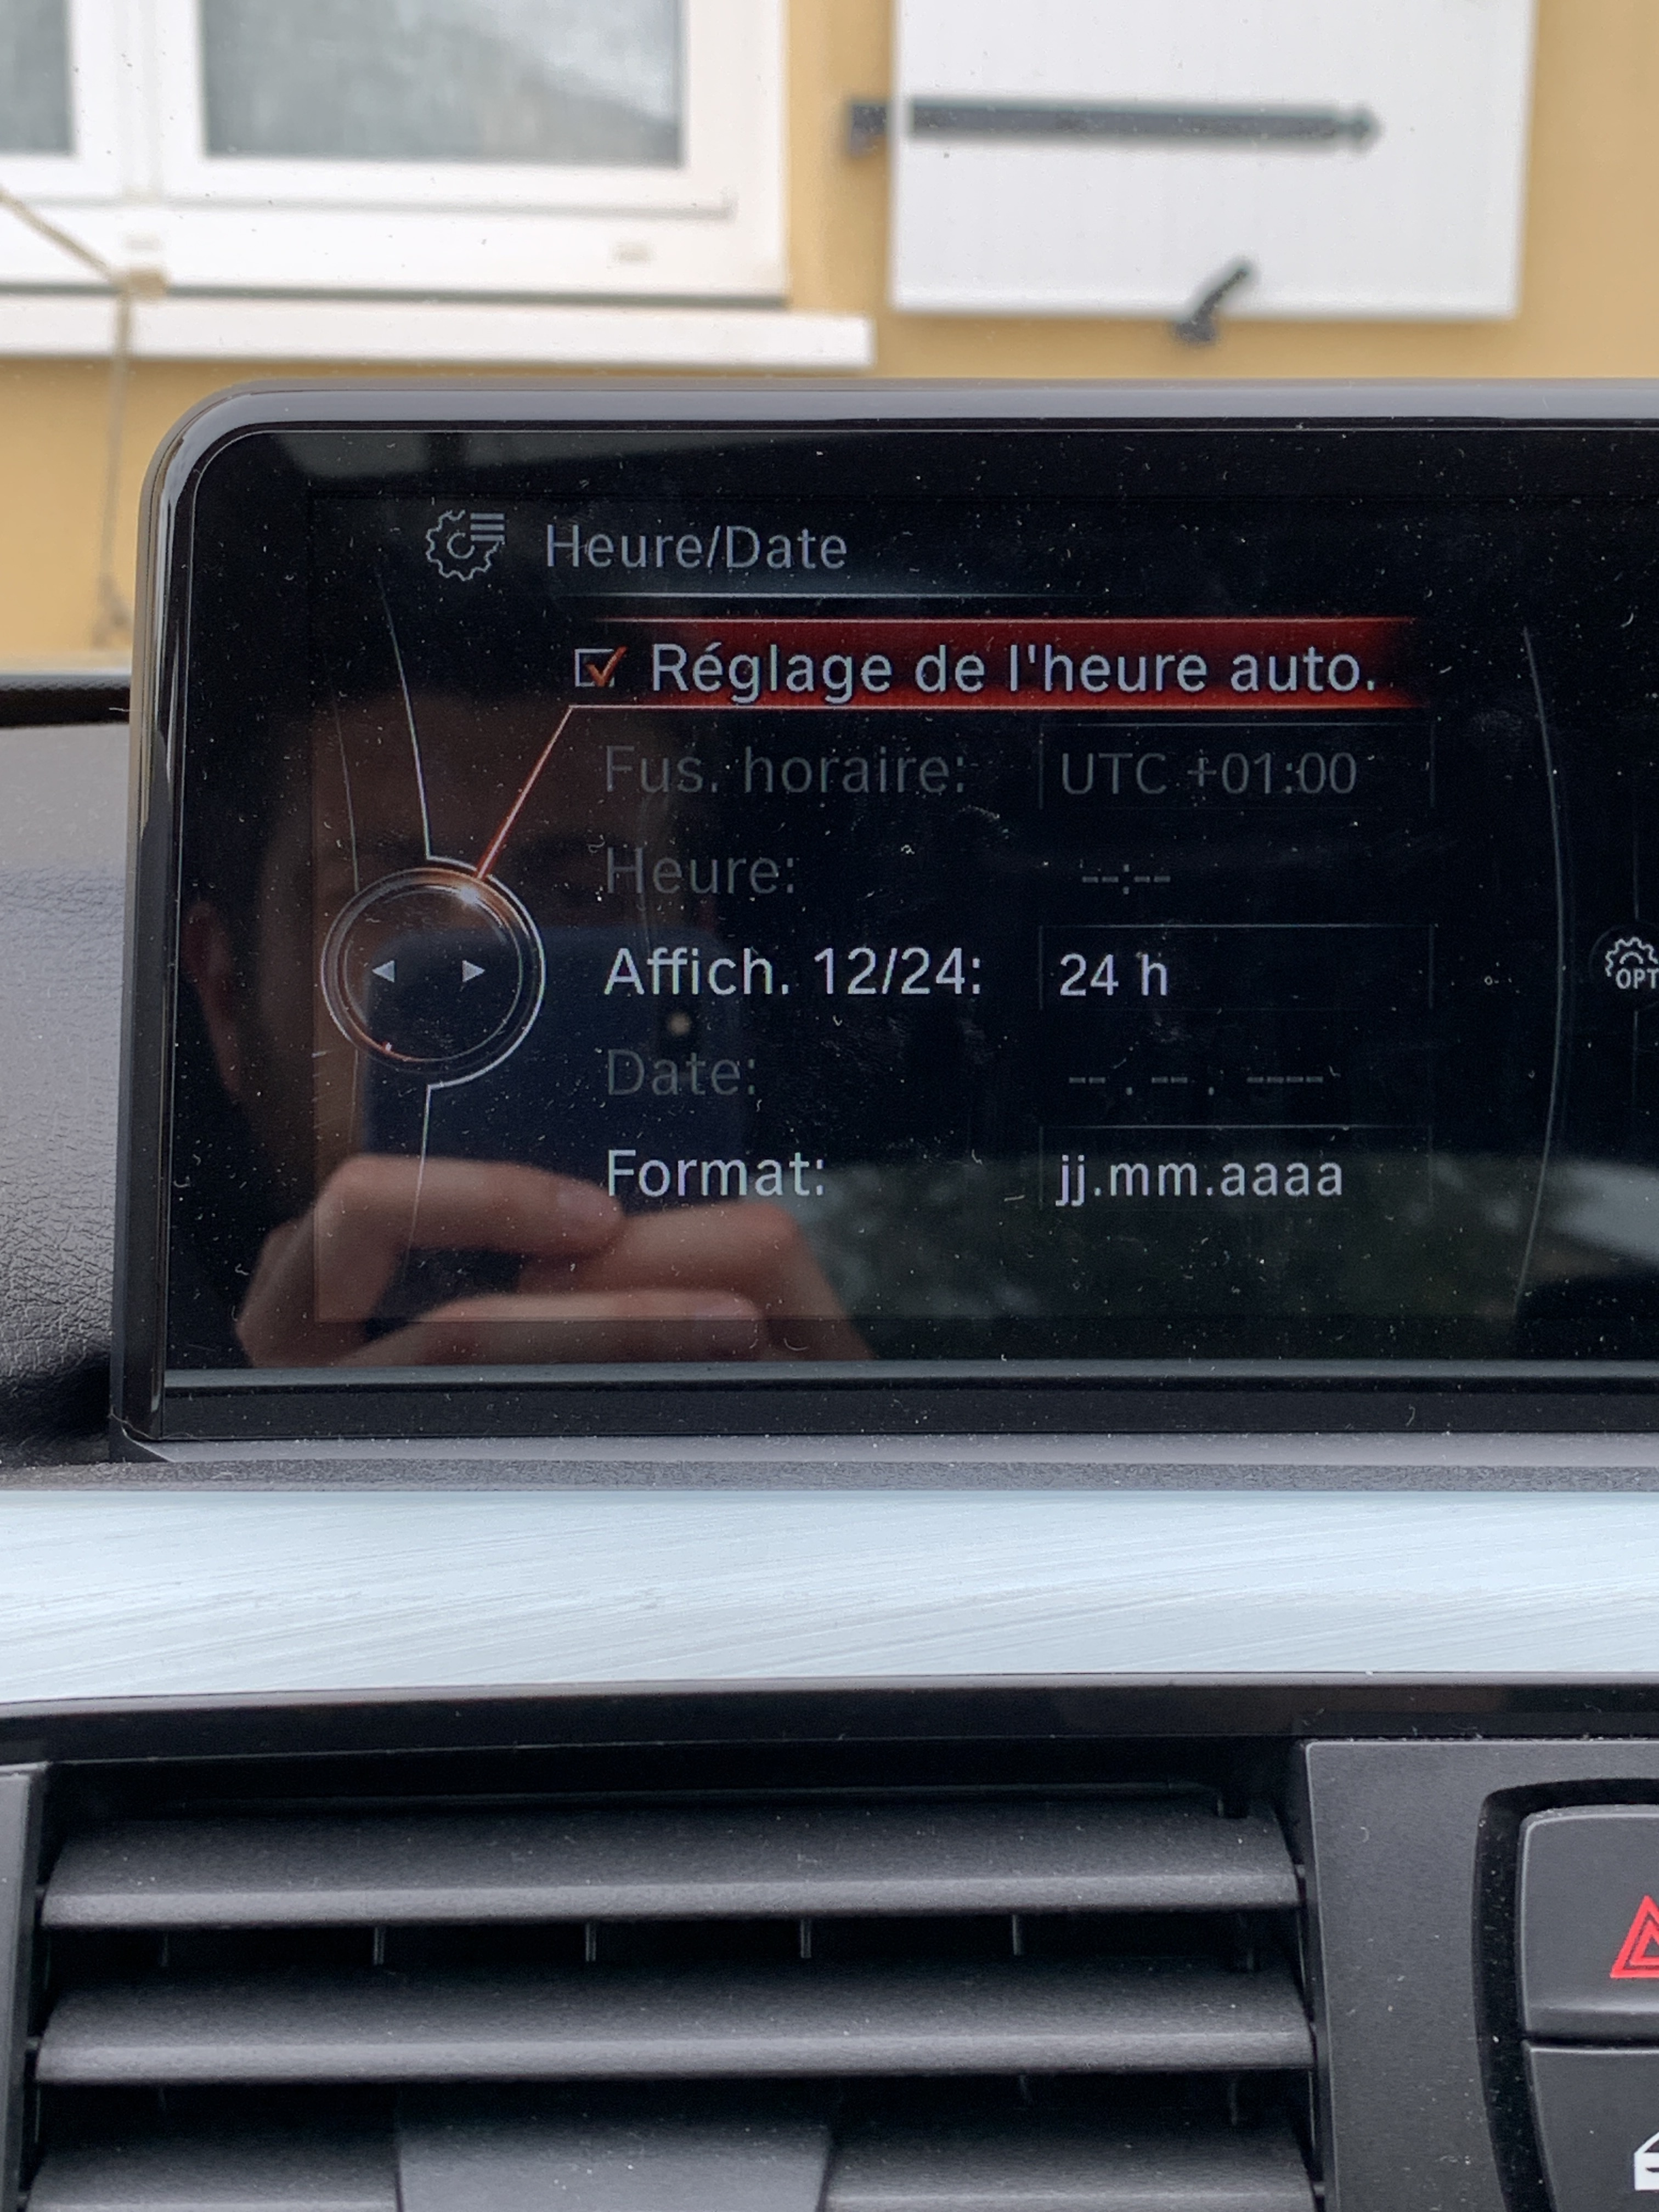 Heure/Date
Réglage de l'heure auto.
Fus. horaire: UTC +01:00
Heure: --:--
Affich. 12/24: 24 h
Date: --.--.----
Format: jj.mm.aaaa
OPT